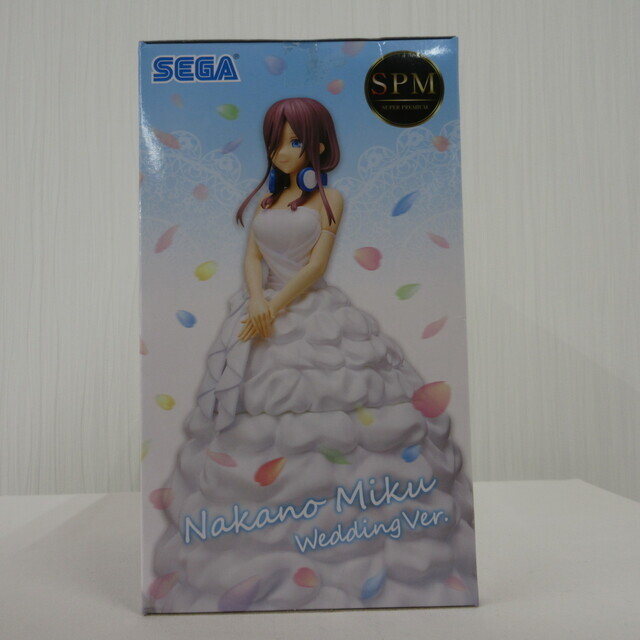 SEGA
SPM
SUPER PREMIUM
Nakano Miku
Wedding Ver.